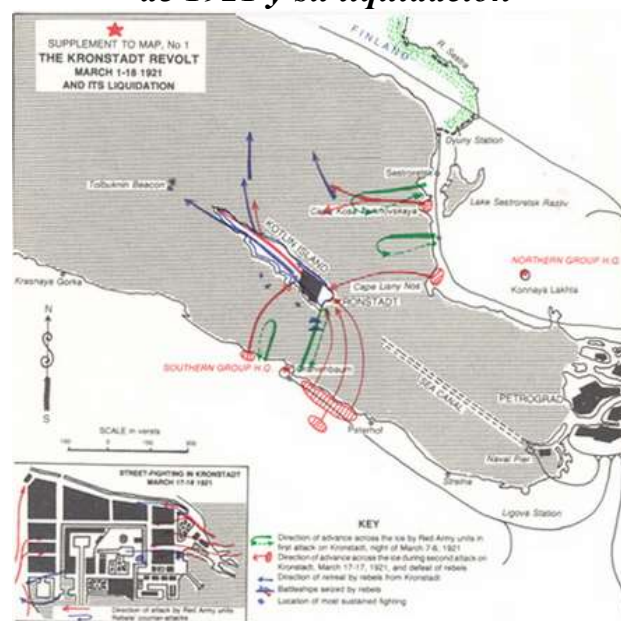 de 1921 y su liquidación
SUPPLEMENT TO MAP, No 1
THE KRONSTADT REVOLT
MARCH 1-18 1921
AND ITS LIQUIDATION
FINLAND
R. Sestra
Dyuny Station
Sestroretsk
Lake Sestroretsk Razliv
Tolbuknin Beacon
KOTLIN ISLAND
NORTHERN GROUP H.Q.
Konnaya Lakhta
Cape Lisny Nos
KRONSTADT
Krasnaya Gorka
N
S
SOUTHERN GROUP H.Q.
Oranienbaum
SEA CANAL
PETROGRAD
SCALE in versts
Peterhof
Naval Pier
Strelna
Ligova Station
STREET-FIGHTING IN KRONSTADT
MARCH 17-18 1921
Direction of attack by Red Army units
Rebels' counter-attacks
KEY
Direction of advance across the ice by Red Army units in
first attack on Kronstadt, night of March 7-8, 1921
Direction of advance across the ice during second attack on
Kronstadt, March 17-17, 1921, and defeat of rebels
Direction of retreat by rebels from Kronstadt
Battleships seized by rebels
Location of most sustained fighting